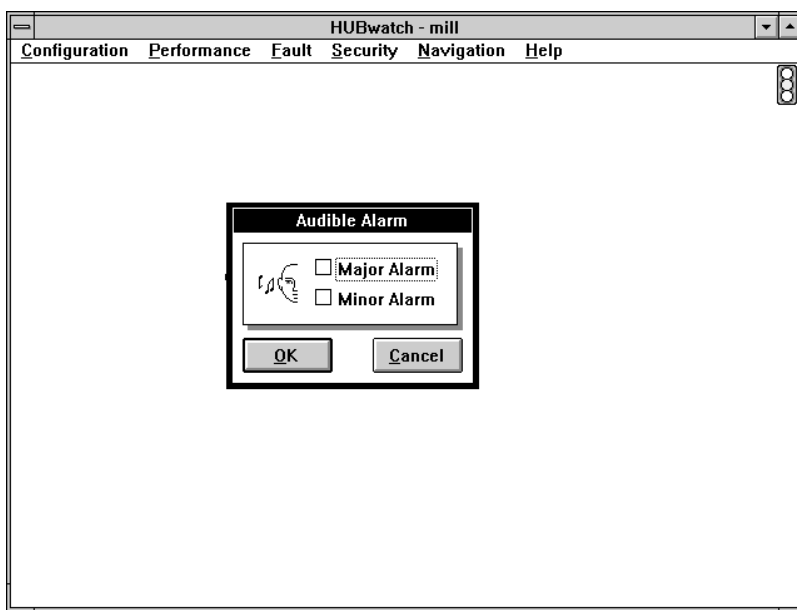 HUBwatch - mill
Configuration Performance Fault Security Navigation Help
Audible Alarm
Major Alarm
Minor Alarm
OK Cancel